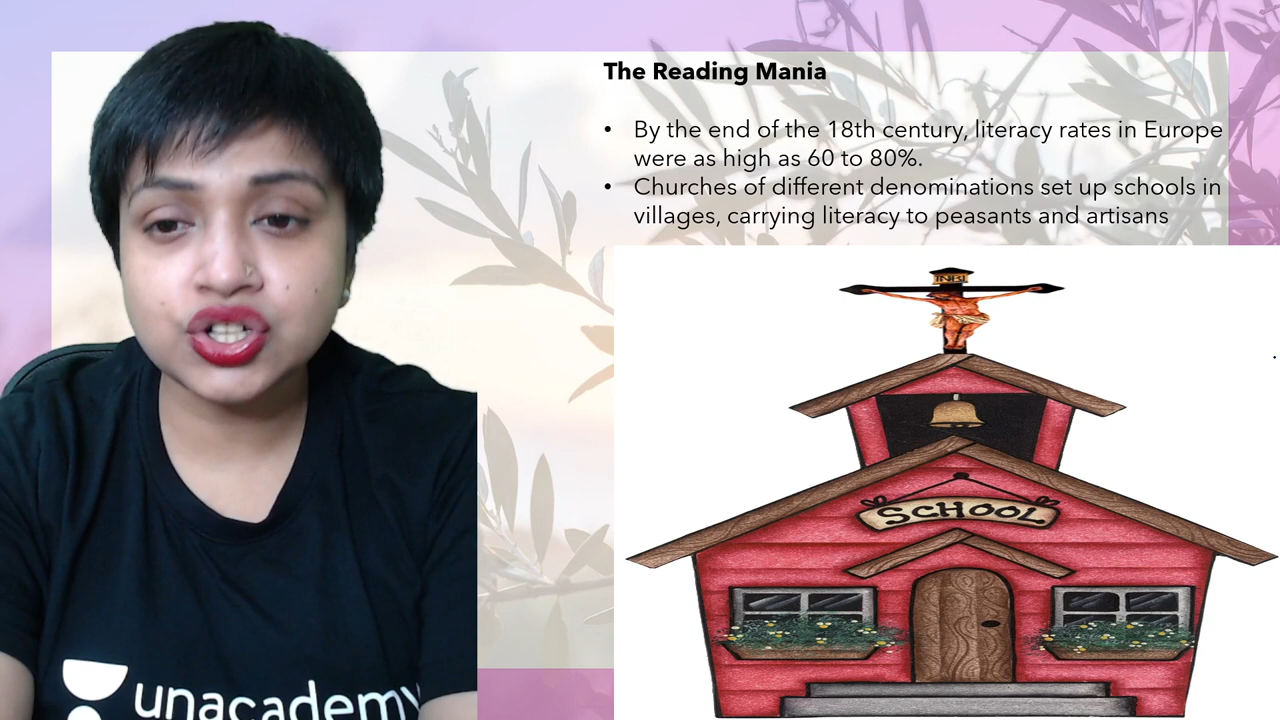 The Reading Mania
• By the end of the 18th century, literacy rates in Europe
were as high as 60 to 80%.
• Churches of different denominations set up schools in
villages, carrying literacy to peasants and artisans
INRI
SCHOOL
unacademy